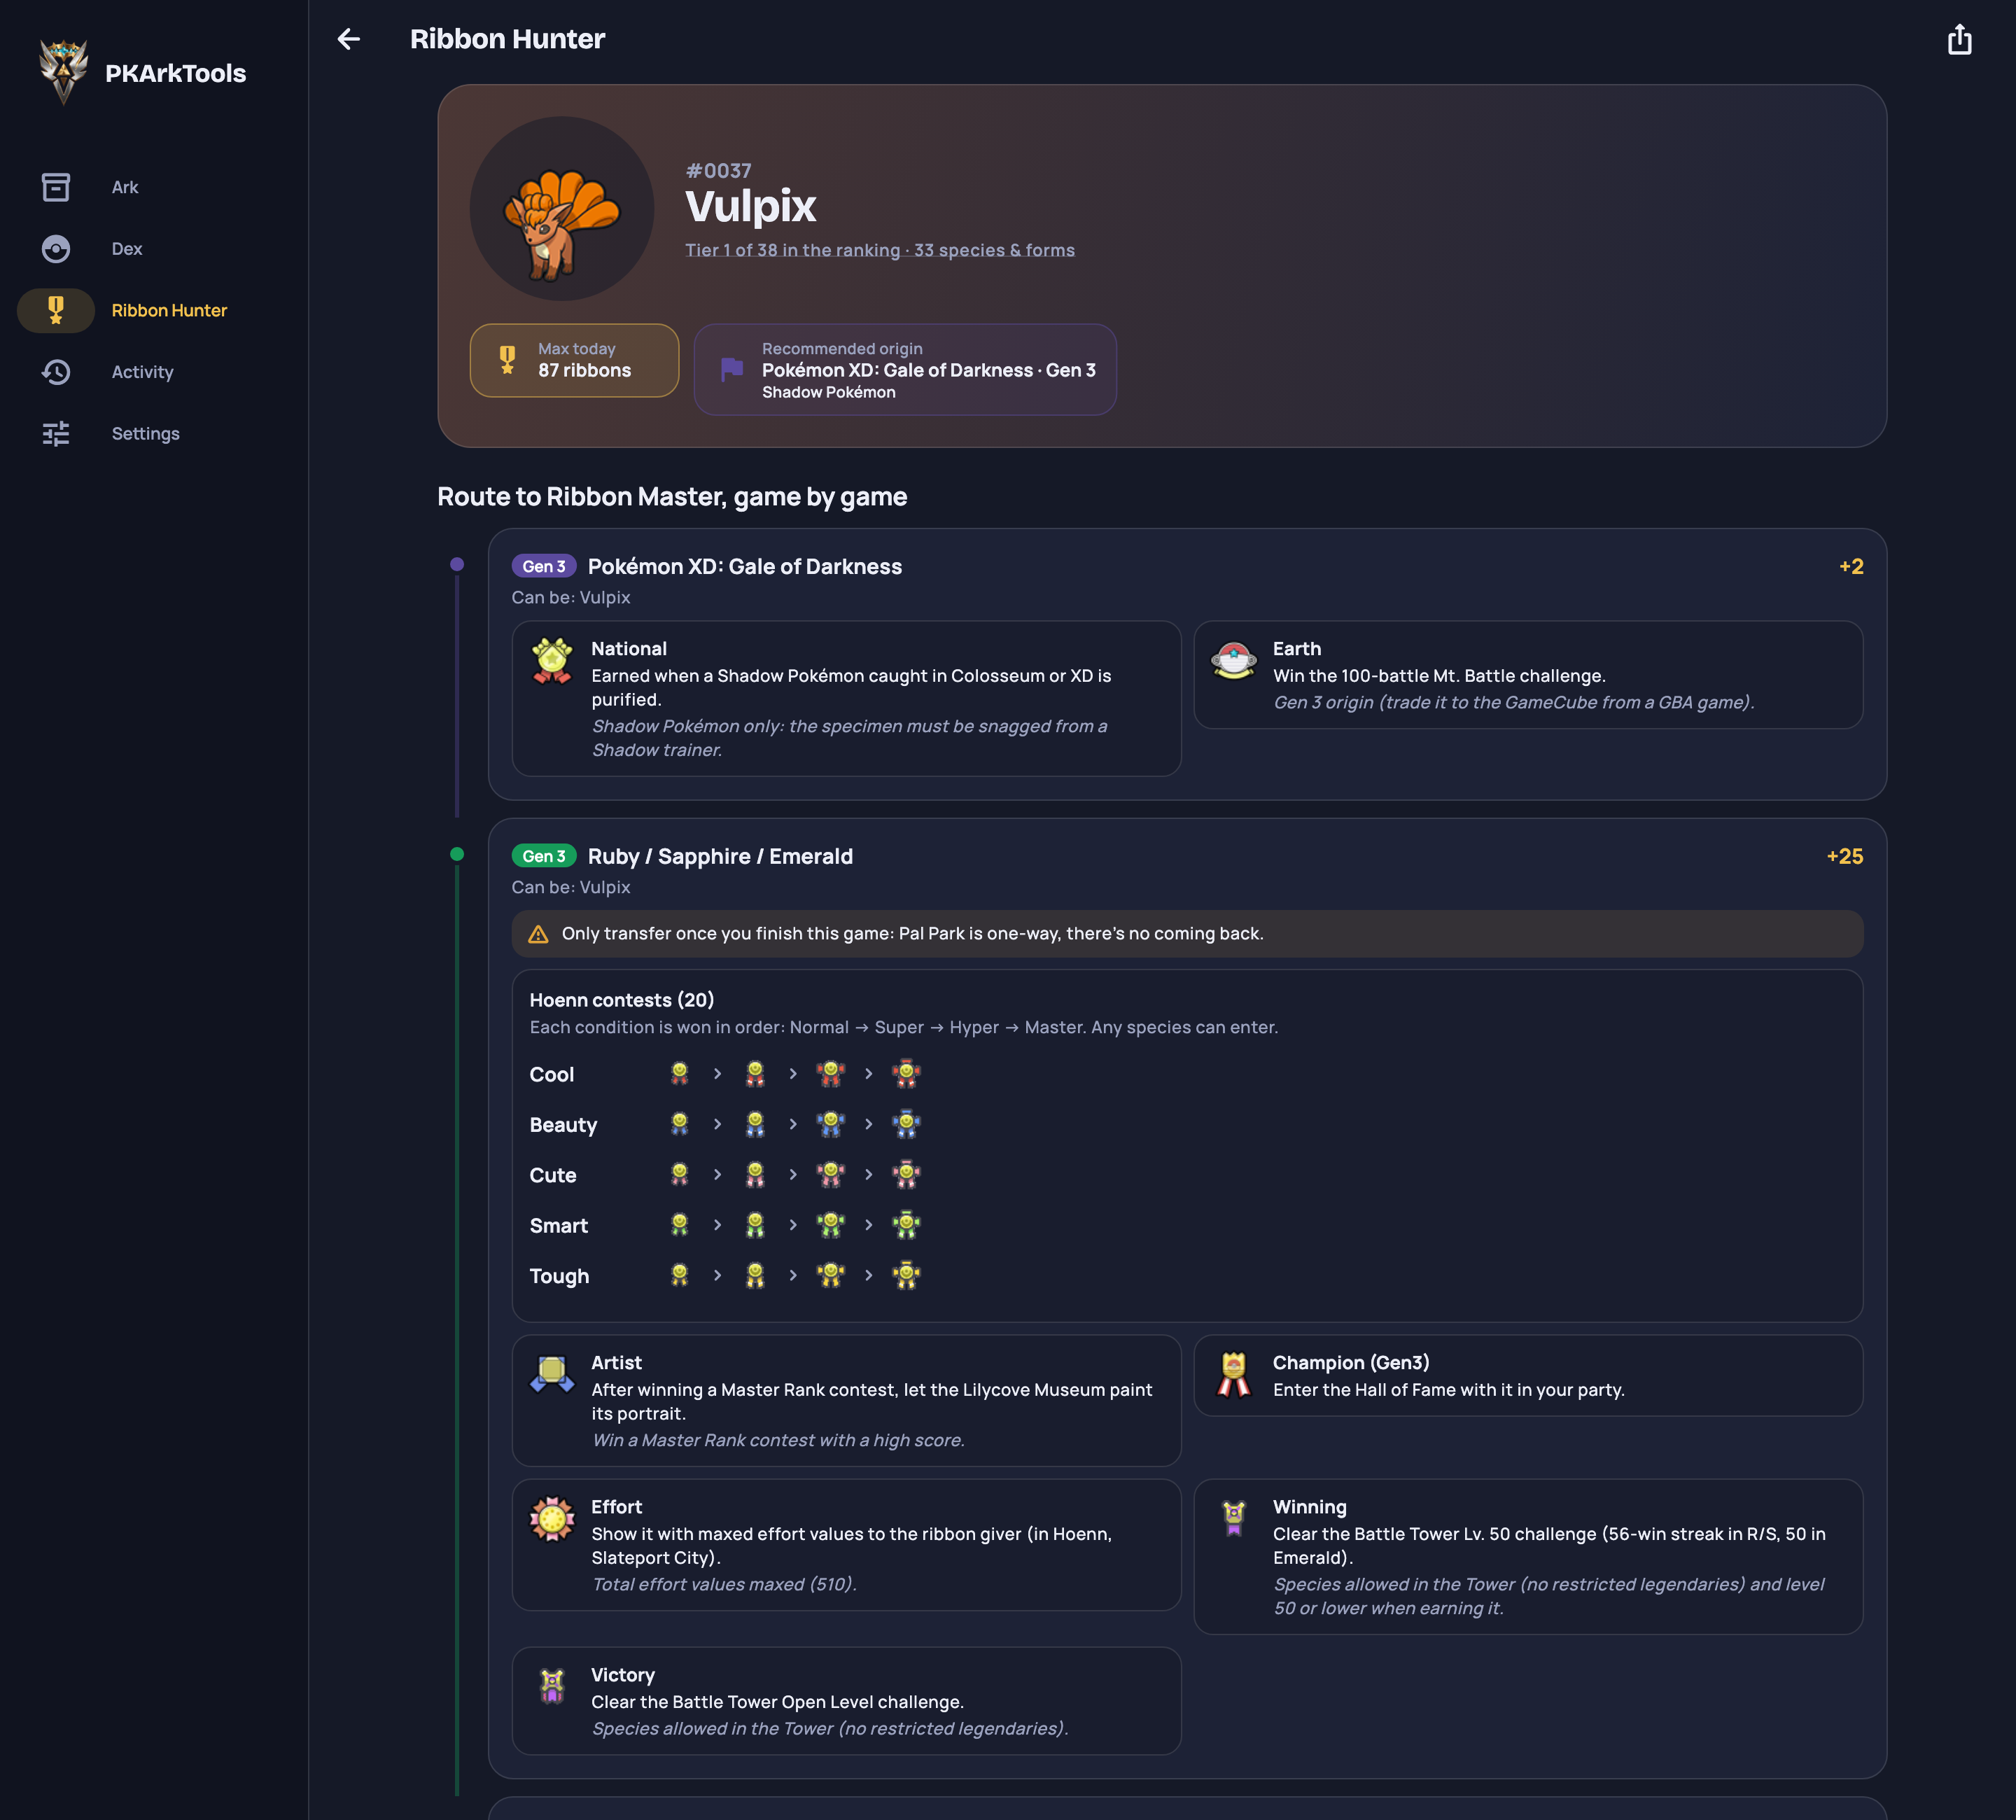 PKArkTools
Ark
Dex
Ribbon Hunter
Activity
Settings
Ribbon Hunter
#0037
Vulpix
Tier 1 of 38 in the ranking · 33 species & forms
Max today
87 ribbons
Recommended origin
Pokémon XD: Gale of Darkness · Gen 3
Shadow Pokémon
Route to Ribbon Master, game by game
Gen 3 Pokémon XD: Gale of Darkness +2
Can be: Vulpix
National
Earned when a Shadow Pokémon caught in Colosseum or XD is
purified.
Shadow Pokémon only: the specimen must be snagged from a
Shadow trainer.
Earth
Win the 100-battle Mt. Battle challenge.
Gen 3 origin (trade it to the GameCube from a GBA game).
Gen 3 Ruby / Sapphire / Emerald +25
Can be: Vulpix
Only transfer once you finish this game: Pal Park is one-way, there's no coming back.
Hoenn contests (20)
Each condition is won in order: Normal → Super → Hyper → Master. Any species can enter.
Cool
Beauty
Cute
Smart
Tough
Artist
After winning a Master Rank contest, let the Lilycove Museum paint
its portrait.
Win a Master Rank contest with a high score.
Champion (Gen3)
Enter the Hall of Fame with it in your party.
Effort
Show it with maxed effort values to the ribbon giver (in Hoenn,
Slateport City).
Total effort values maxed (510).
Winning
Clear the Battle Tower Lv. 50 challenge (56-win streak in R/S, 50 in
Emerald).
Species allowed in the Tower (no restricted legendaries) and level
50 or lower when earning it.
Victory
Clear the Battle Tower Open Level challenge.
Species allowed in the Tower (no restricted legendaries).